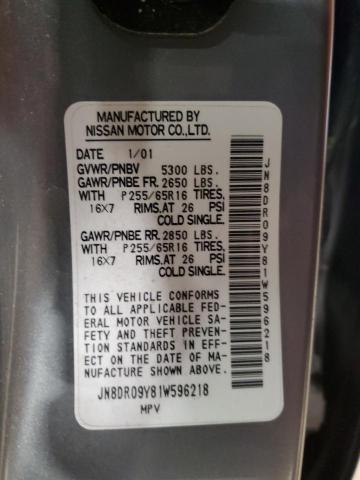 MANUFACTURED BY
NISSAN MOTOR CO., LTD.
DATE 1/01
GVWR/PNBV 5300 LBS.
GAWR/PNBE FR. 2650 LBS.
WITH P255/65R16 TIRES,
16X7 RIMS, AT 26 PSI
COLD SINGLE.
GAWR/PNBE RR. 2850 LBS.
WITH P255/65R16 TIRES,
16X7 RIMS, AT 26 PSI
COLD SINGLE.
THIS VEHICLE CONFORMS
TO ALL APPLICABLE FED-
ERAL MOTOR VEHICLE SA-
FETY AND THEFT PREVEN-
TION STANDARDS IN EFF-
ECT ON THE DATE OF MA-
NUFACTURE SHOWN ABOVE.
JN8DR09Y81W596218
MPV
JN8DR09Y81W596218